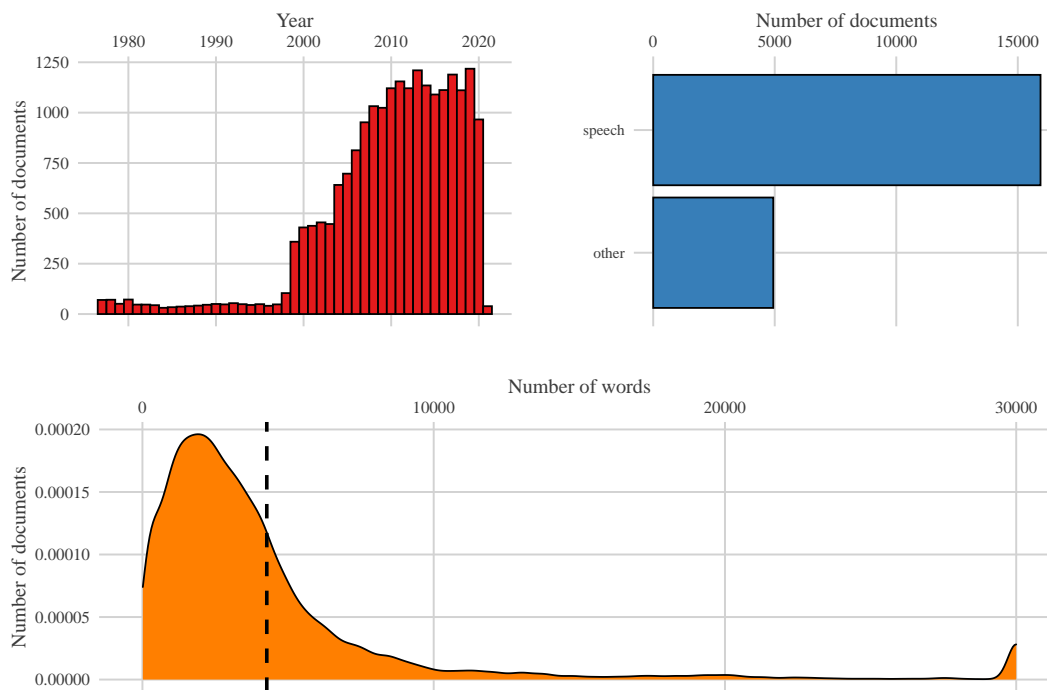 Year
1980 1990 2000 2010 2020
1250
1000
750
500
250
0
Number of documents
Number of documents
0 5000 10000 15000
speech
other
Number of words
0 10000 20000 30000
0.00020
0.00015
0.00010
0.00005
0.00000
Number of documents